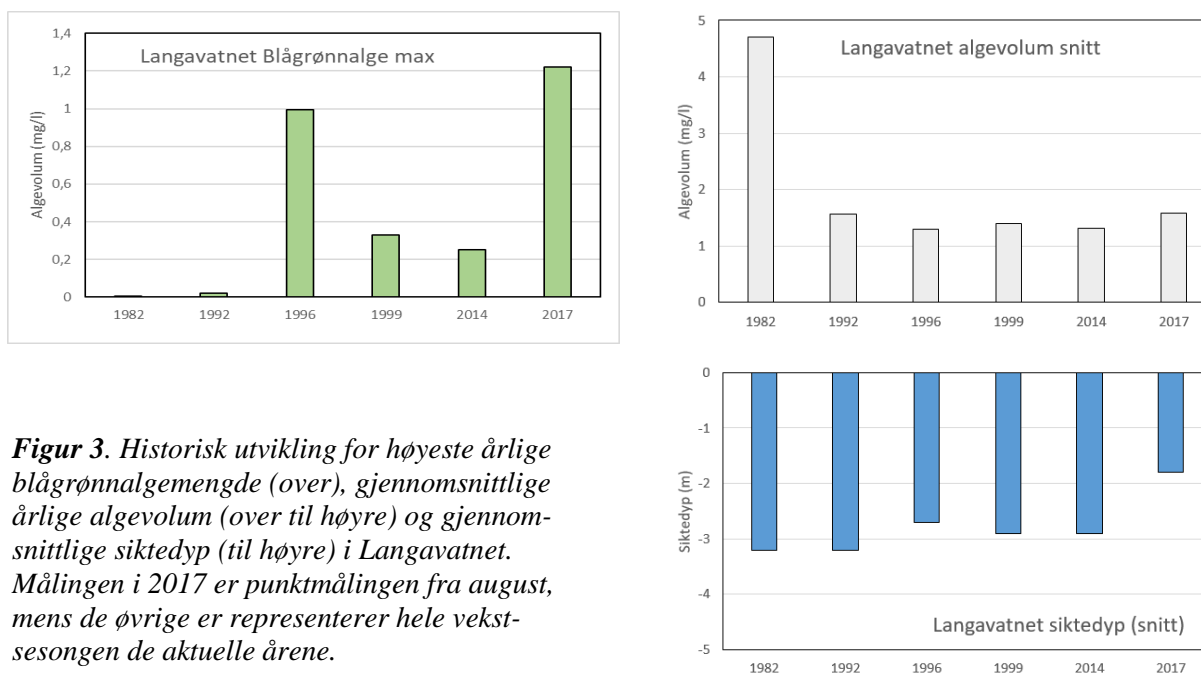 Langavatnet Blågrønnalge max
Algevolum (mg/l)
1,4
1,2
1
0,8
0,6
0,4
0,2
0
1982 1992 1996 1999 2014 2017
Langavatnet algevolum snitt
Algevolum (mg/l)
5
4
3
2
1
0
1982 1992 1996 1999 2014 2017
Figur 3. Historisk utvikling for høyeste årlige
blågrønnalgemengde (over), gjennomsnittlige
årlige algevolum (over til høyre) og gjennom-
snittlige siktedyp (til høyre) i Langavatnet.
Målingen i 2017 er punktmålingen fra august,
mens de øvrige er representerer hele vekst-
sesongen de aktuelle årene.
Siktedyp (m)
0
-1
-2
-3
-4
-5
Langavatnet siktedyp (snitt)
1982 1992 1996 1999 2014 2017